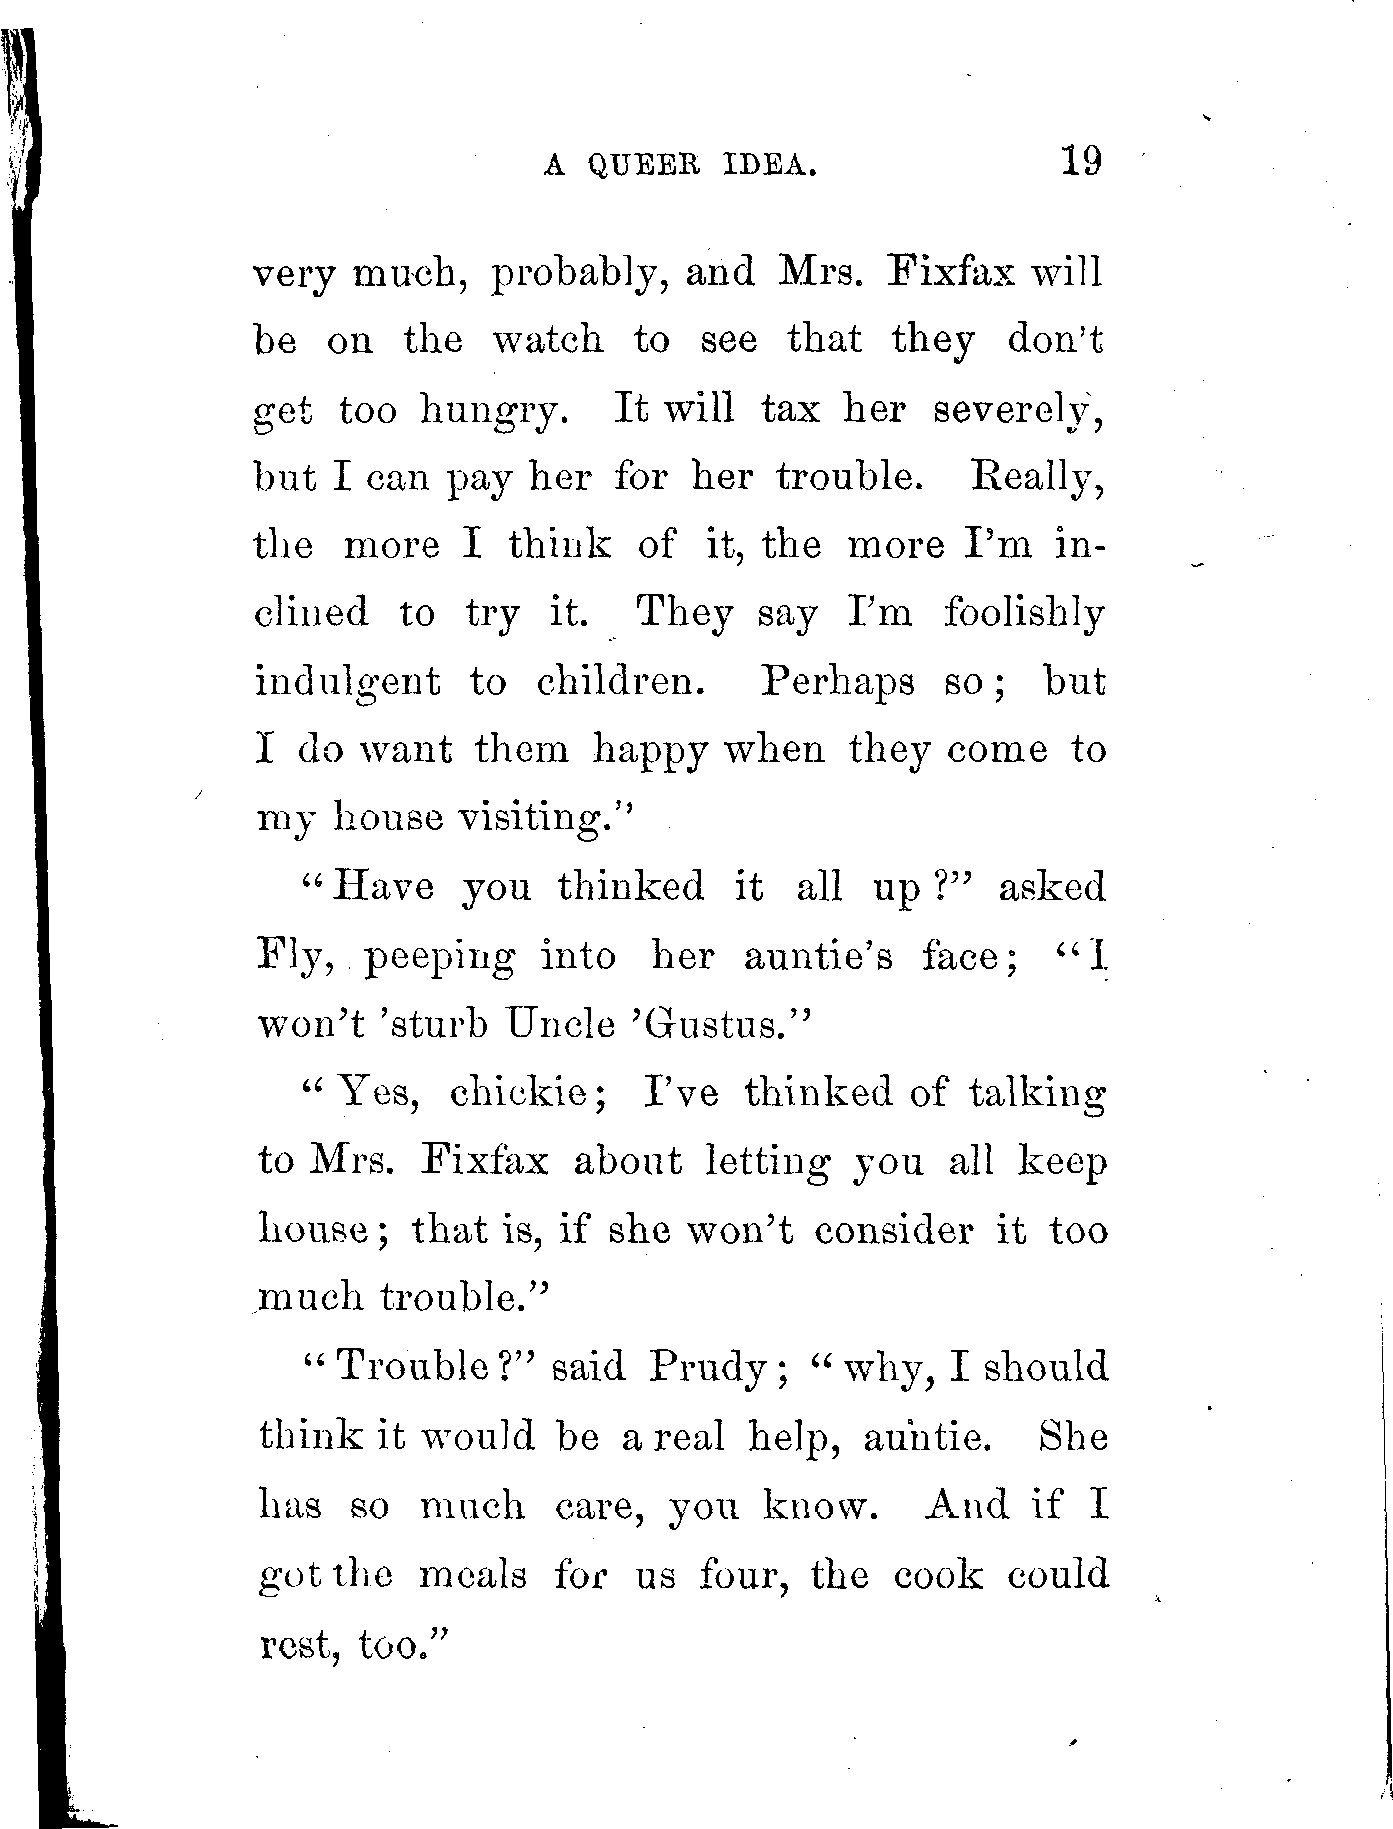 A QUEER IDEA. 19
very much, probably, and Mrs. Fixfax will
be on the watch to see that they don't
get too hungry. It will tax her severely,
but I can pay her for her trouble. Really,
the more I think of it, the more I'm in-
clined to try it. They say I'm foolishly
indulgent to children. Perhaps so; but
I do want them happy when they come to
my house visiting."
"Have you thinked it all up?" asked
Fly, peeping into her auntie's face; "I
won't 'sturb Uncle 'Gustus."
"Yes, chickie; I've thinked of talking
to Mrs. Fixfax about letting you all keep
house; that is, if she won't consider it too
much trouble."
"Trouble?" said Prudy; "why, I should
think it would be a real help, auntie. She
has so much care, you know. And if I
got the meals for us four, the cook could
rest, too."